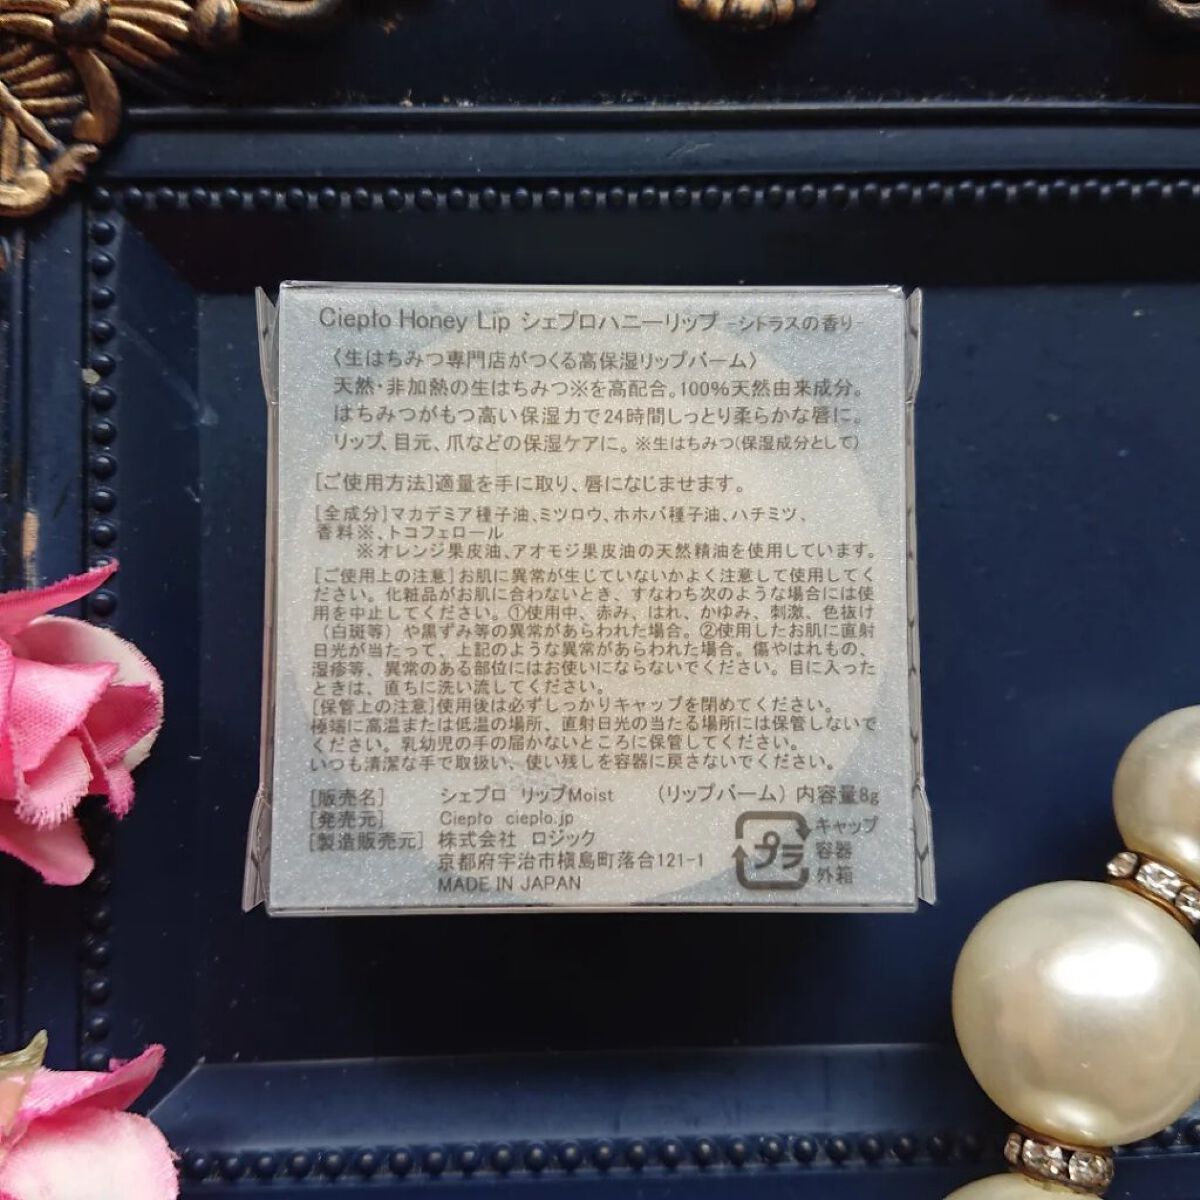 Ciepło Honey Lip シェプロハニーリップ -シトラスの香り-
〈生はちみつ専門店がつくる高保湿リップバーム〉
天然・非加熱の生はちみつ※を高配合。100%天然由来成分。
はちみつがもつ高い保湿力で24時間しっとり柔らかな唇に。
リップ、目元、爪などの保湿ケアに。※生はちみつ(保湿成分として)
[ご使用方法]適量を手に取り、唇になじませます。
[全成分]マカデミア種子油、ミツロウ、ホホバ種子油、ハチミツ、
香料※、トコフェロール
※オレンジ果皮油、アオモジ果皮油の天然精油を使用しています。
[ご使用上の注意]お肌に異常が生じていないかよく注意して使用してく
ださい。化粧品がお肌に合わないとき、すなわち次のような場合には使
用を中止してください。①使用中、赤み、はれ、かゆみ、刺激、色抜け
（白斑等）や黒ずみ等の異常があらわれた場合。②使用したお肌に直射
日光が当たって、上記のような異常があらわれた場合。傷やはれもの、
湿疹等、異常のある部位にはお使いにならないでください。目に入った
ときは、直ちに洗い流してください。
[保管上の注意]使用後は必ずしっかりキャップを閉めてください。
極端に高温または低温の場所、直射日光の当たる場所には保管しないで
ください。乳幼児の手の届かないところに保管してください。
いつも清潔な手で取扱い、使い残しを容器に戻さないでください。
[販売名] シェプロ リップMoist （リップバーム）内容量8g
[発売元] Ciepło cieplo.jp
[製造販売元] 株式会社 ロジック
京都府宇治市槇島町落合121-1
MADE IN JAPAN
プラ
キャップ
容器
外箱